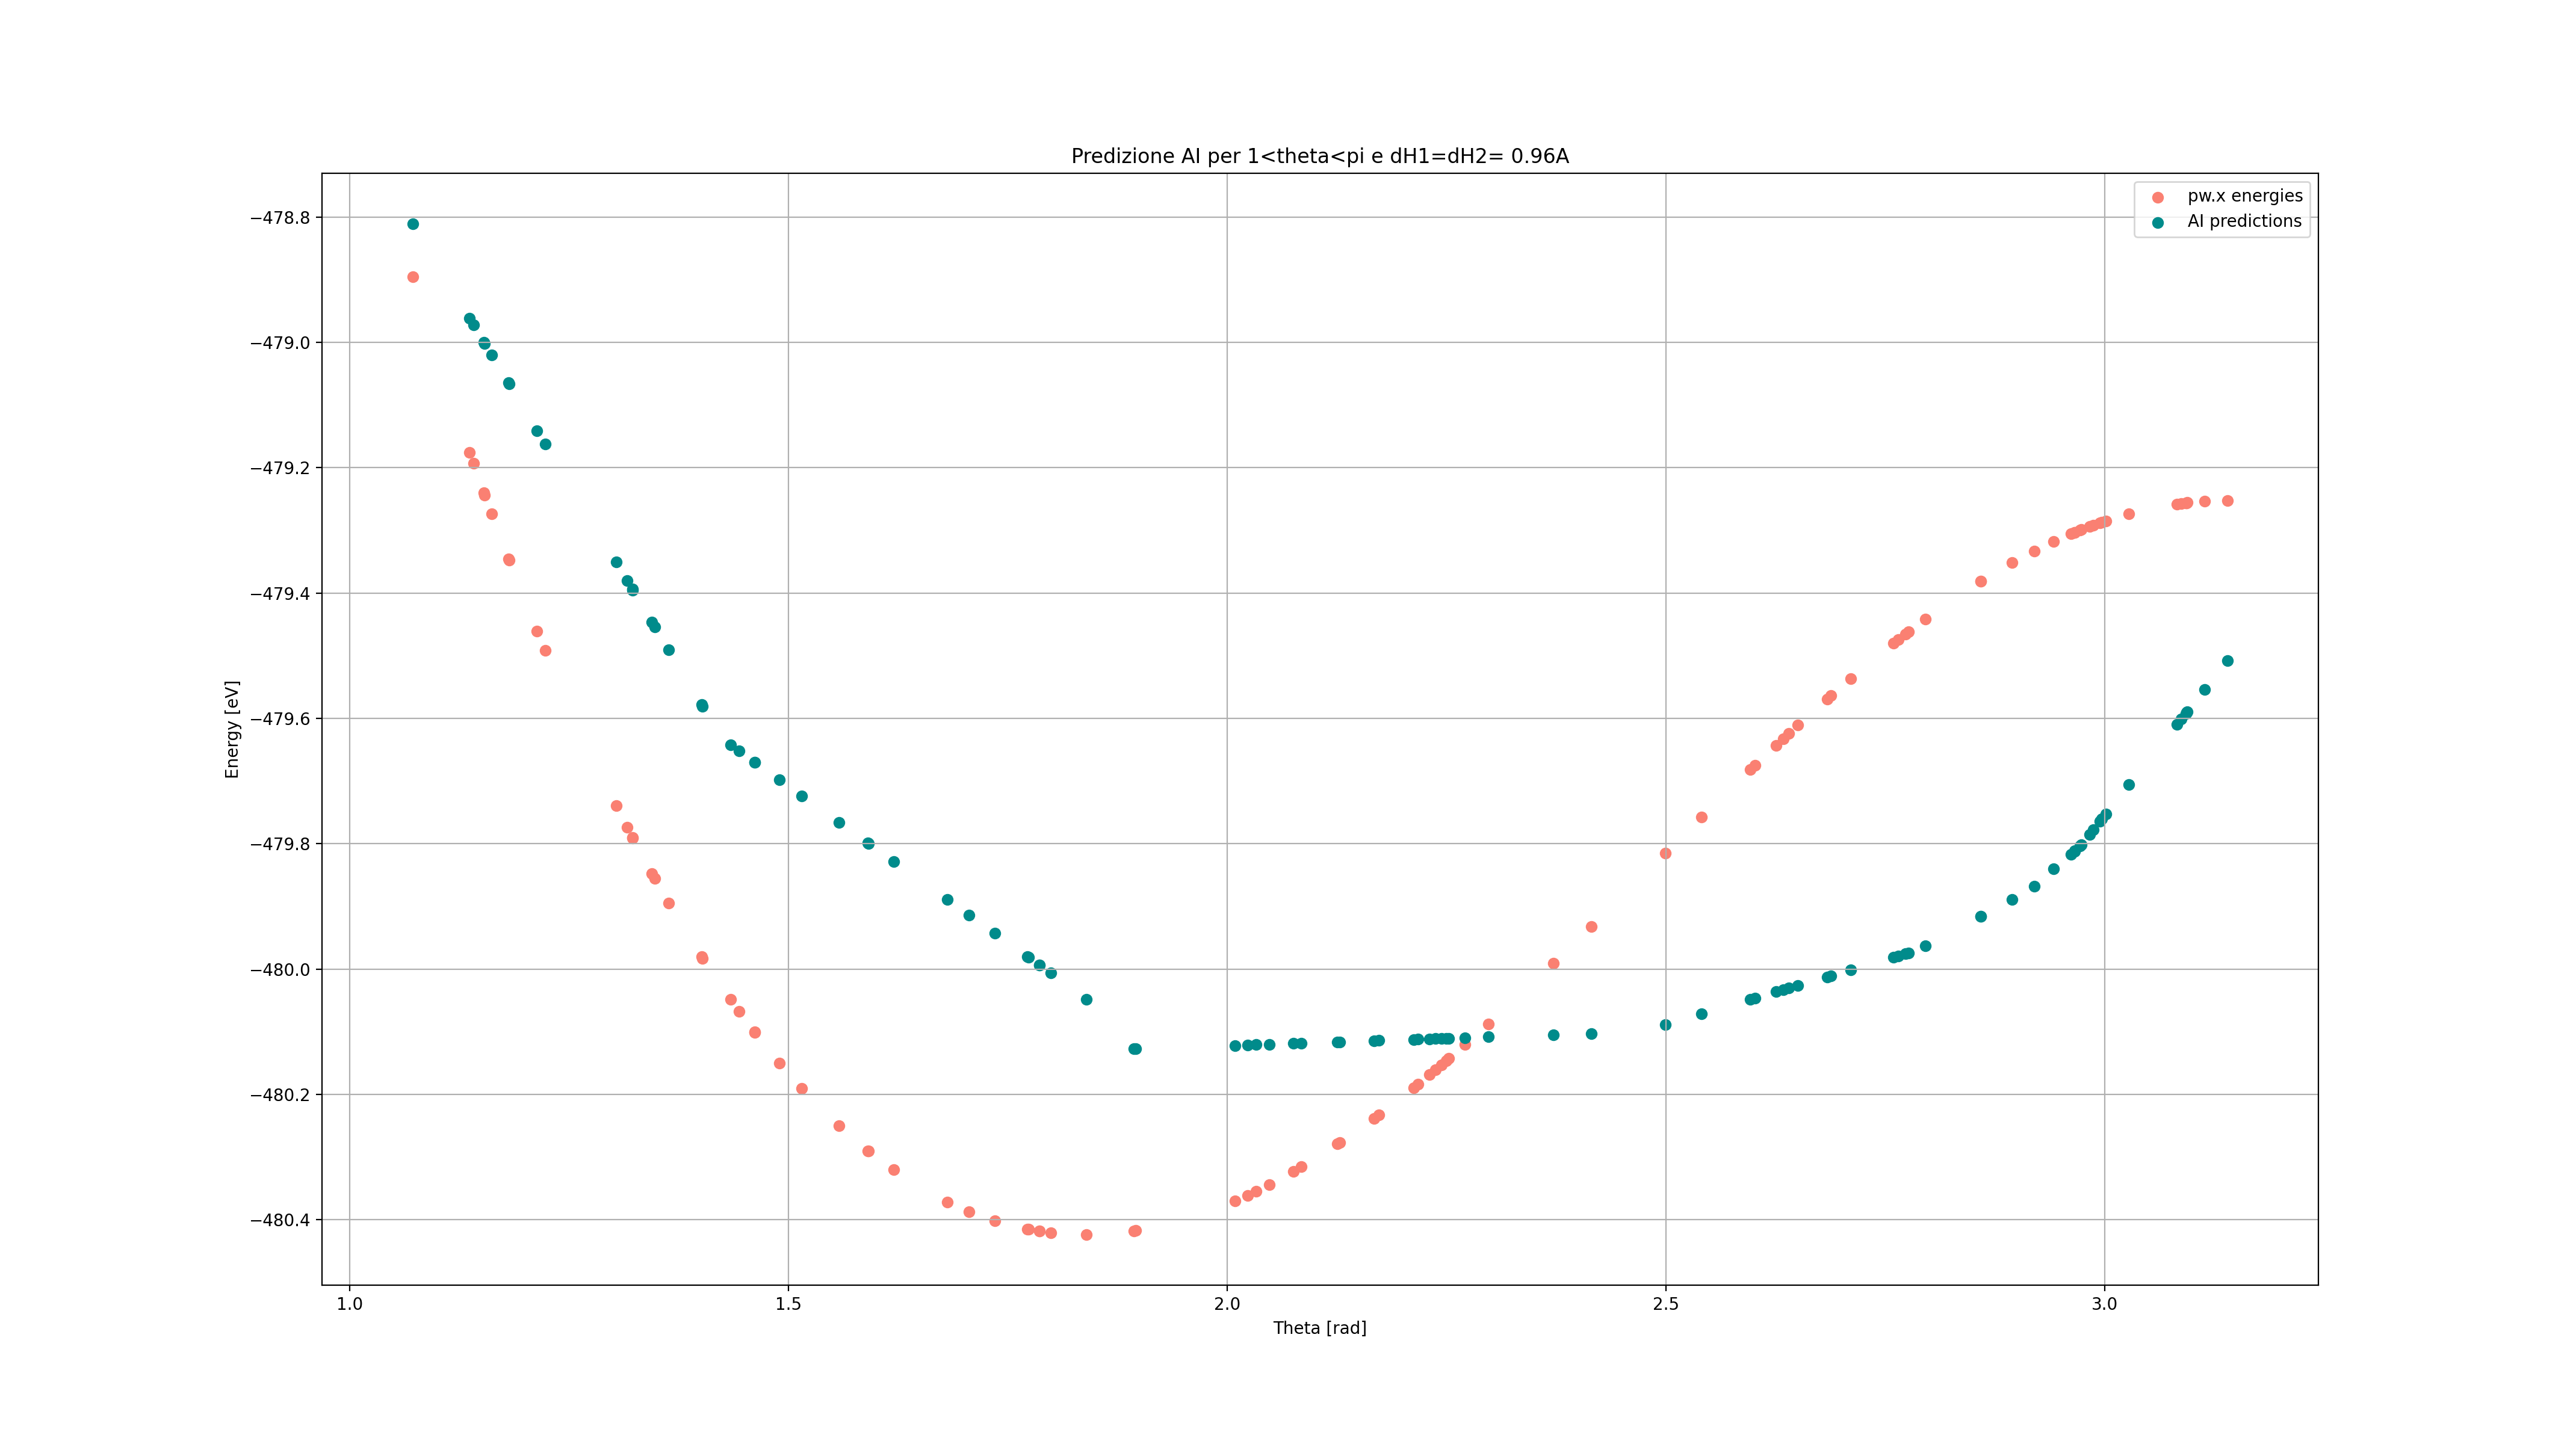 Predizione AI per 1<theta<pi e dH1=dH2= 0.96A
pw.x energies
AI predictions
−478.8
−479.0
−479.2
−479.4
−479.6
−479.8
−480.0
−480.2
−480.4
Energy [eV]
1.0
1.5
2.0
2.5
3.0
Theta [rad]